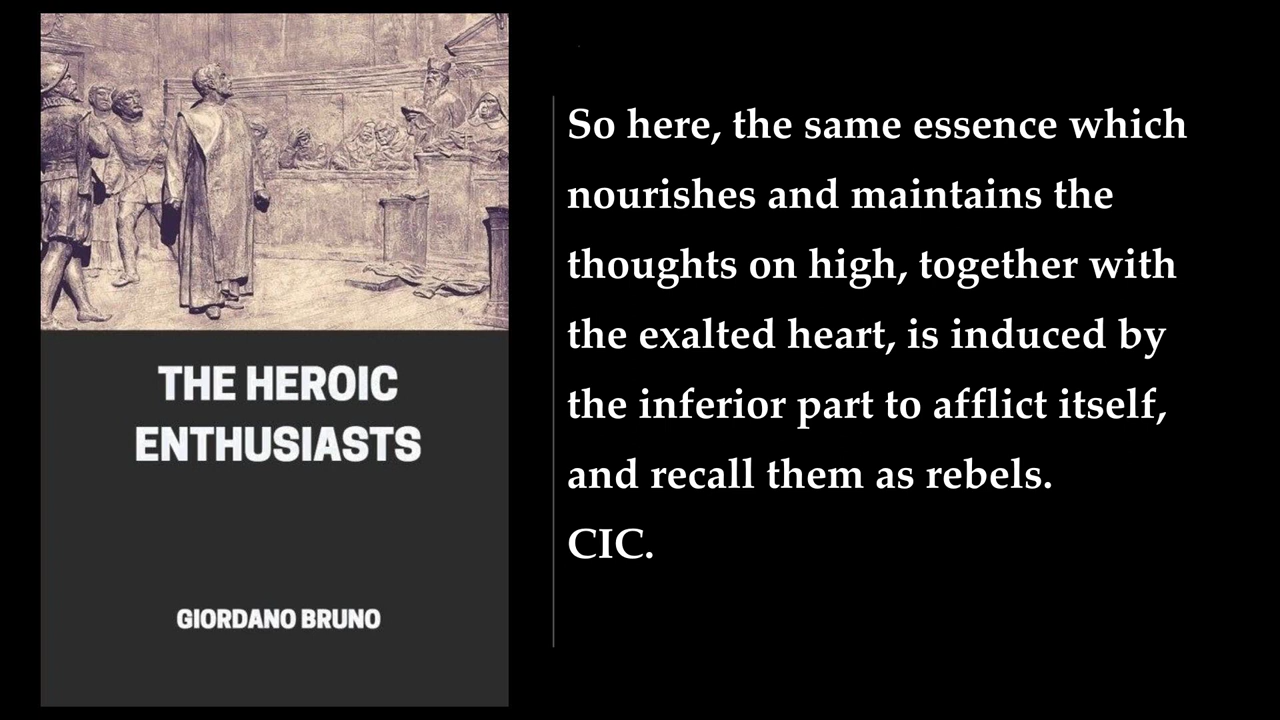 THE HEROIC
ENTHUSIASTS
GIORDANO BRUNO
So here, the same essence which
nourishes and maintains the
thoughts on high, together with
the exalted heart, is induced by
the inferior part to afflict itself,
and recall them as rebels.
CIC.